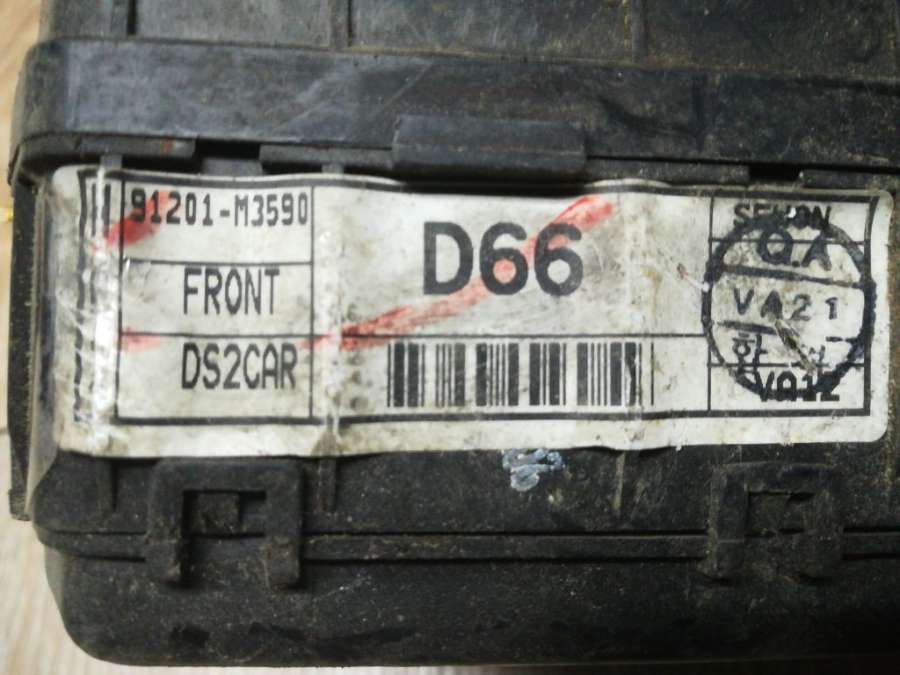 91201-M3590
FRONT
DS2CAR
D66
Q.A
VA21
VA12